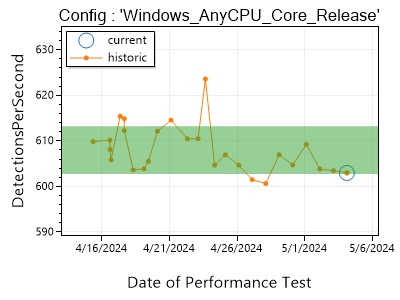 Config : 'Windows_AnyCPU_Core_Release'
current
historic
DetectionsPerSecond
630
620
610
600
590
4/16/2024
4/21/2024
4/26/2024
5/1/2024
5/6/2024
Date of Performance Test